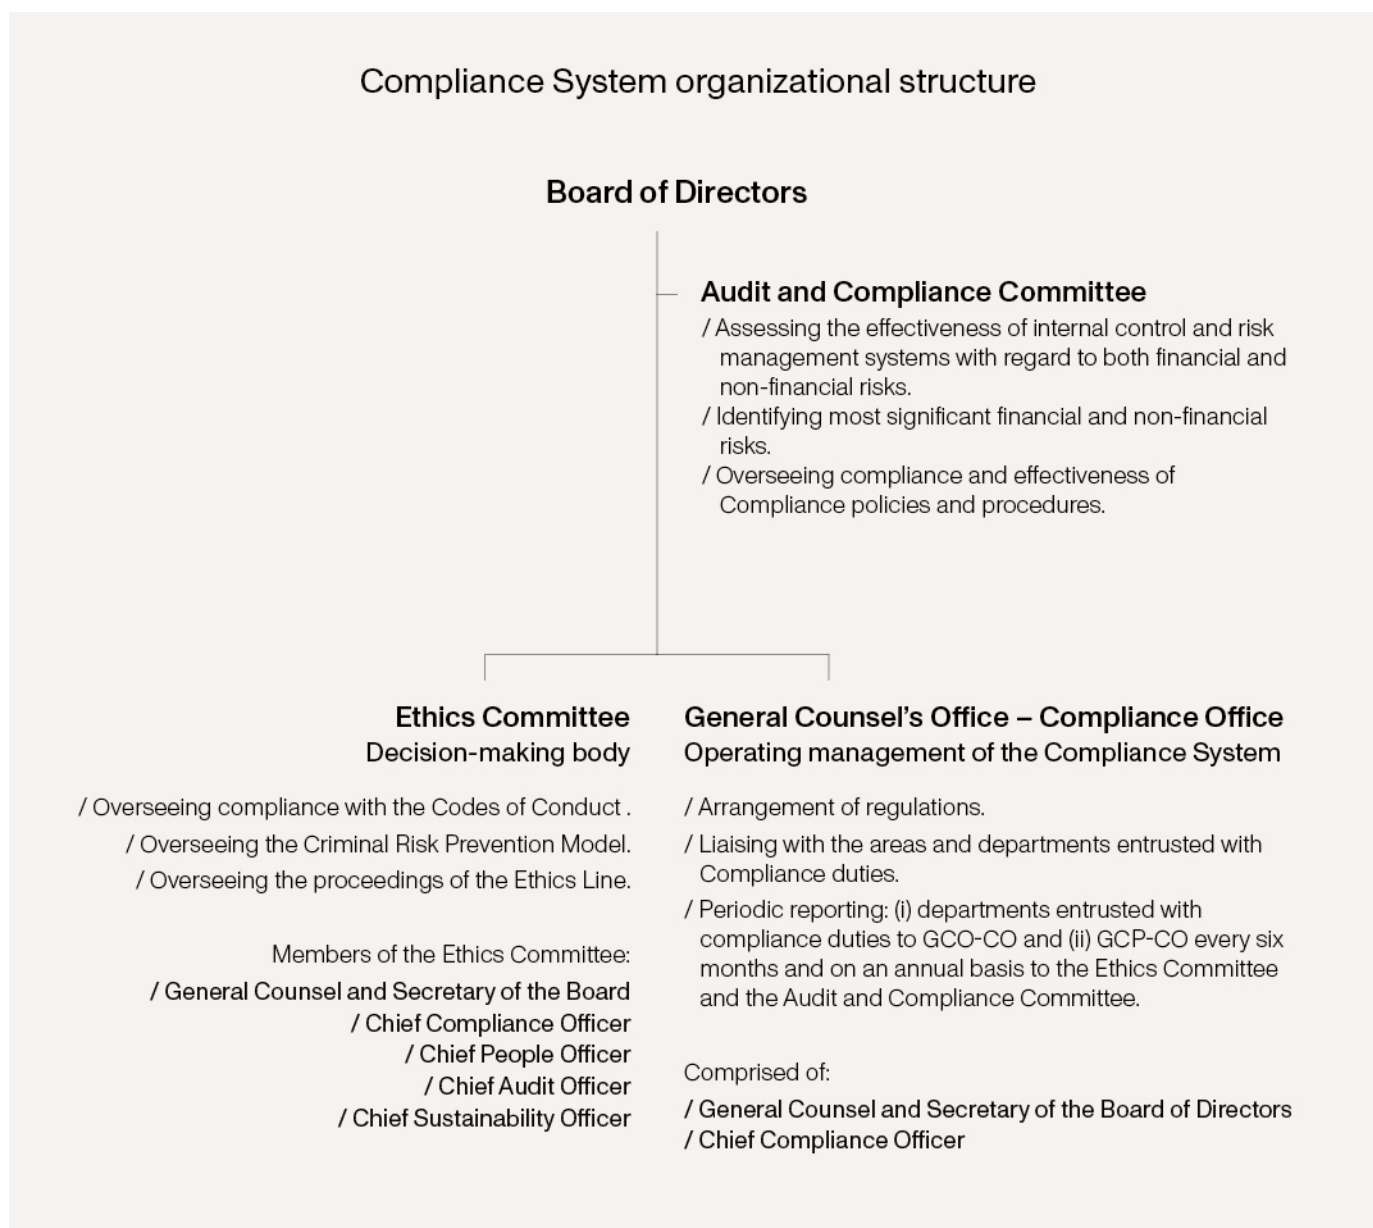 Compliance System organizational structure
Board of Directors
Audit and Compliance Committee
/ Assessing the effectiveness of internal control and risk
management systems with regard to both financial and
non-financial risks.
/ Identifying most significant financial and non-financial
risks.
/ Overseeing compliance and effectiveness of
Compliance policies and procedures.
Ethics Committee
Decision-making body
/ Overseeing compliance with the Codes of Conduct .
/ Overseeing the Criminal Risk Prevention Model.
/ Overseeing the proceedings of the Ethics Line.
Members of the Ethics Committee:
/ General Counsel and Secretary of the Board
/ Chief Compliance Officer
/ Chief People Officer
/ Chief Audit Officer
/ Chief Sustainability Officer
General Counsel’s Office – Compliance Office
Operating management of the Compliance System
/ Arrangement of regulations.
/ Liaising with the areas and departments entrusted with
Compliance duties.
/ Periodic reporting: (i) departments entrusted with
compliance duties to GCO-CO and (ii) GCP-CO every six
months and on an annual basis to the Ethics Committee
and the Audit and Compliance Committee.
Comprised of:
/ General Counsel and Secretary of the Board of Directors
/ Chief Compliance Officer